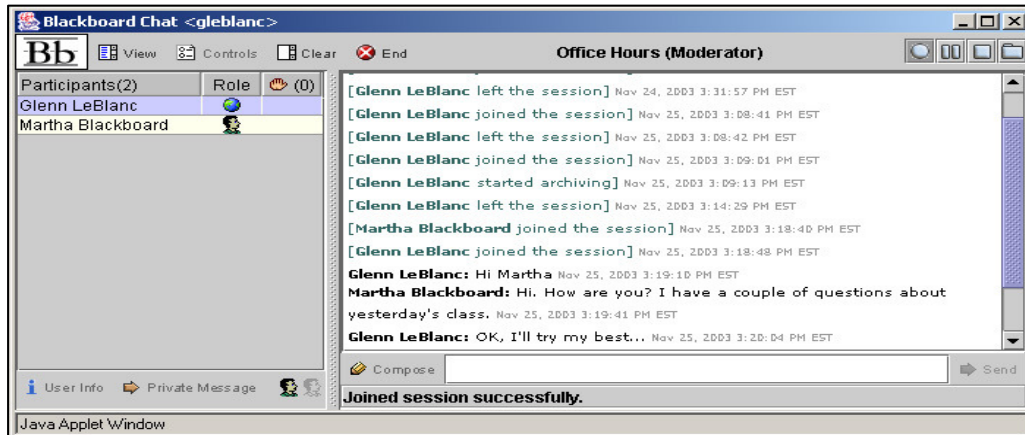 Blackboard Chat <gleblanc>
Bb View Controls Clear End Office Hours (Moderator)
Participants(2) Role (0)
Glenn LeBlanc
Martha Blackboard
[Glenn LeBlanc left the session] Nov 24, 2003 3:31:57 PM EST
[Glenn LeBlanc joined the session] Nov 25, 2003 3:08:41 PM EST
[Glenn LeBlanc left the session] Nov 25, 2003 3:08:42 PM EST
[Glenn LeBlanc joined the session] Nov 25, 2003 3:09:01 PM EST
[Glenn LeBlanc started archiving] Nov 25, 2003 3:09:13 PM EST
[Glenn LeBlanc left the session] Nov 25, 2003 3:14:29 PM EST
[Martha Blackboard joined the session] Nov 25, 2003 3:18:40 PM EST
[Glenn LeBlanc joined the session] Nov 25, 2003 3:18:48 PM EST
Glenn LeBlanc: Hi Martha Nov 25, 2003 3:19:10 PM EST
Martha Blackboard: Hi. How are you? I have a couple of questions about
yesterday's class. Nov 25, 2003 3:19:41 PM EST
Glenn LeBlanc: OK, I'll try my best... Nov 25, 2003 3:20:04 PM EST
Compose Send
User Info Private Message
Joined session successfully.
Java Applet Window